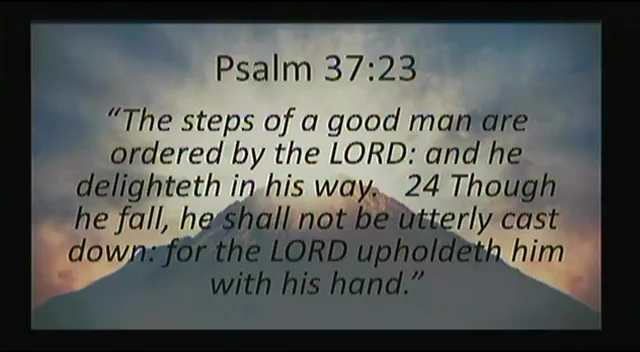 Psalm 37:23
“The steps of a good man are
ordered by the LORD: and he
delighteth in his way.   24 Though
he fall, he shall not be utterly cast
down: for the LORD upholdeth him
with his hand.”